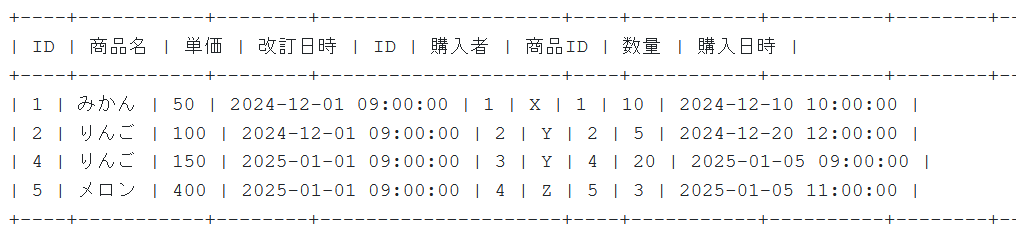 +----+-----------+--------+---------------------+----+-----------+----------+--------+--
| ID | 商品名 | 単価 | 改訂日時 | ID | 購入者 | 商品ID | 数量 | 購入日時 |
+----+-----------+--------+---------------------+----+-----------+----------+--------+--
| 1 | みかん | 50 | 2024-12-01 09:00:00 | 1 | X | 1 | 10 | 2024-12-10 10:00:00 |
| 2 | りんご | 100 | 2024-12-01 09:00:00 | 2 | Y | 2 | 5 | 2024-12-20 12:00:00 |
| 4 | りんご | 150 | 2025-01-01 09:00:00 | 3 | Y | 4 | 20 | 2025-01-05 09:00:00 |
| 5 | メロン | 400 | 2025-01-01 09:00:00 | 4 | Z | 5 | 3 | 2025-01-05 11:00:00 |
+----+-----------+--------+---------------------+----+-----------+----------+--------+--